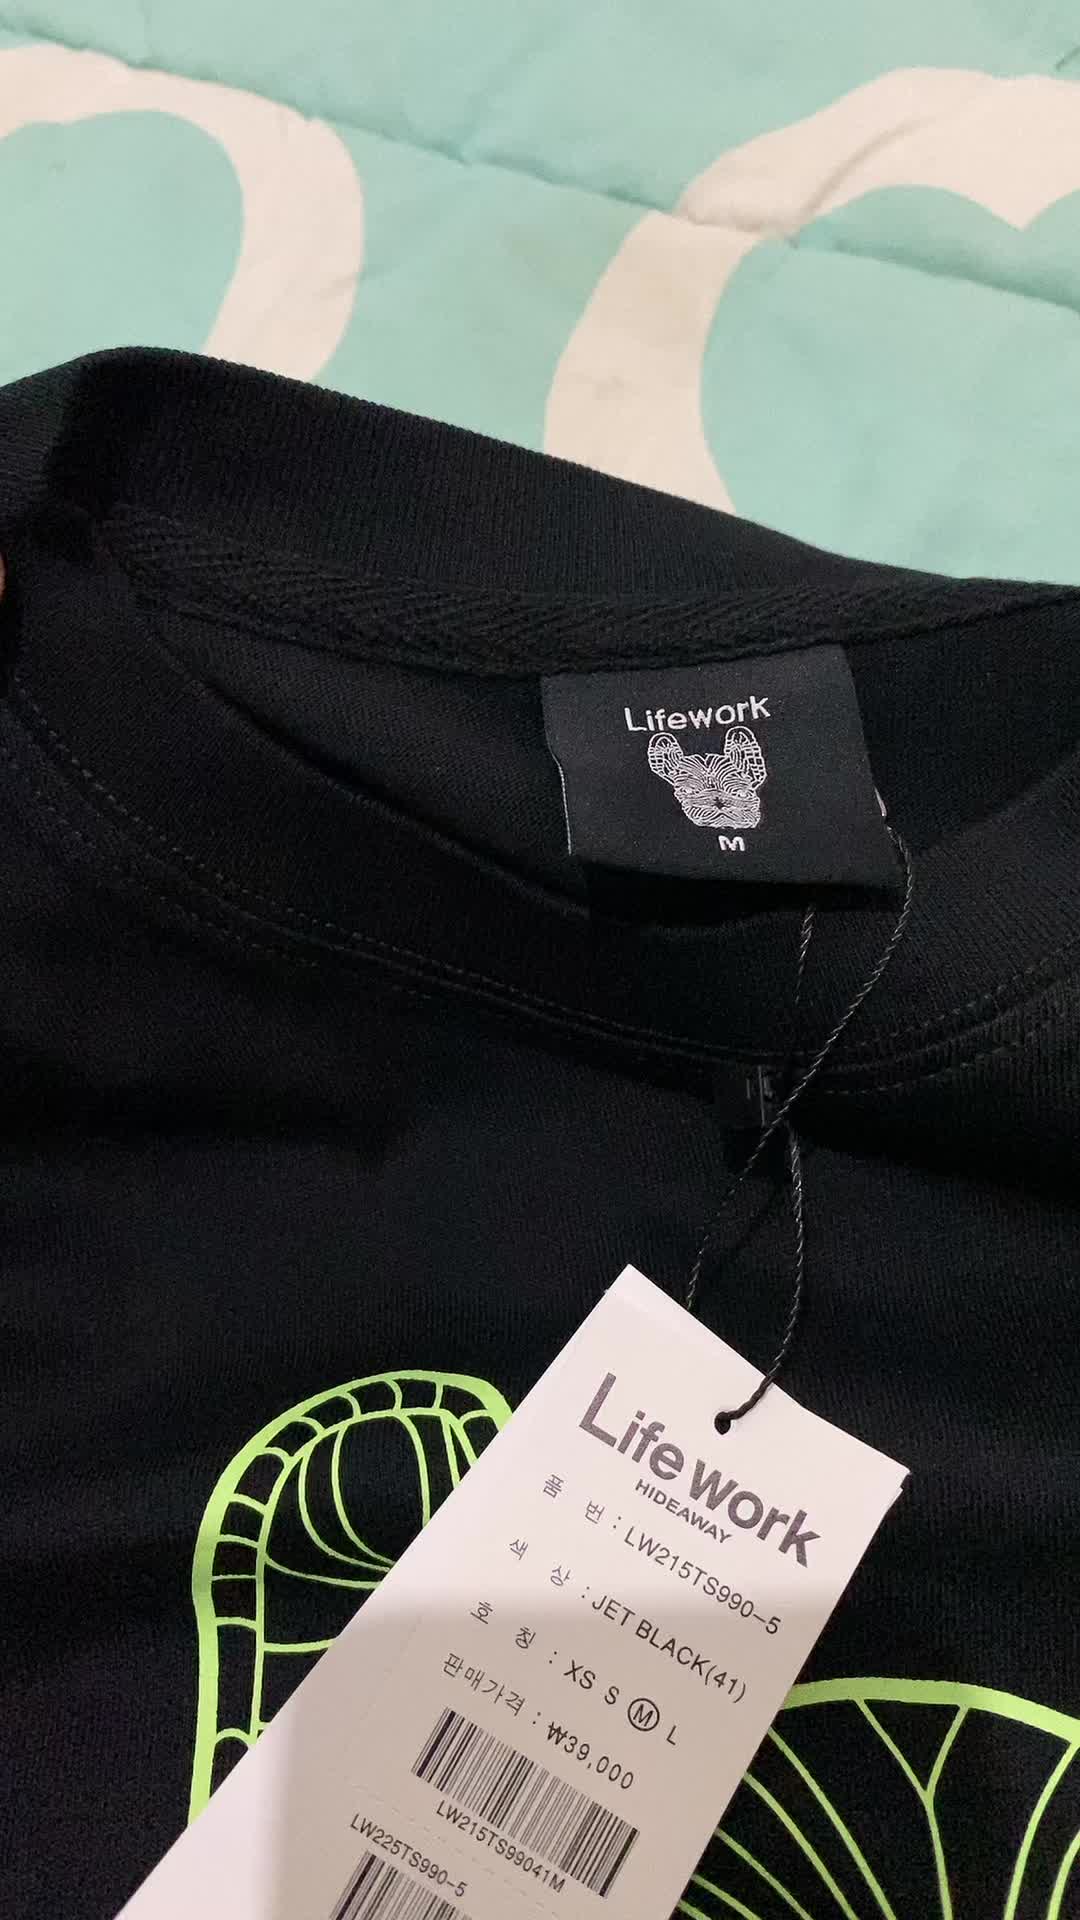 Lifework
M
Lifework
HIDEAWAY
품 번 : LW215TS990-5
색 상 : JET BLACK(41)
호 칭 : XS S M L
판매가격 : ₩39,000
LW215TS99041M
LW225TS990-5